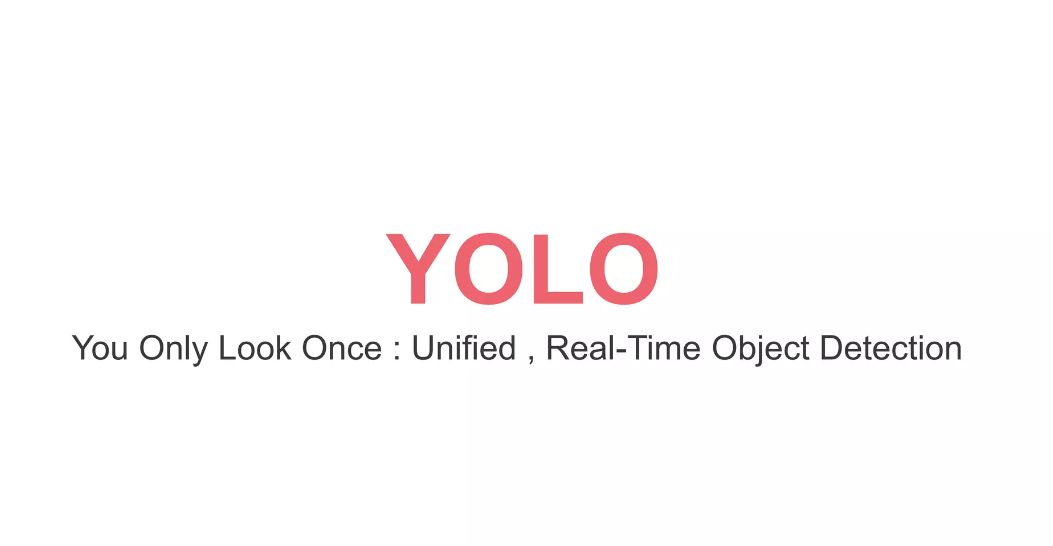 YOLO
You Only Look Once : Unified , Real-Time Object Detection